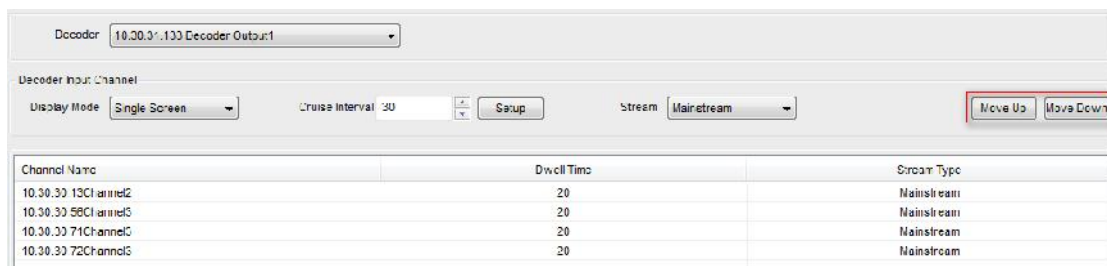 Decoder 10.30.31.133 Decoder Output1
Decoder Input Channel
Display Mode Single Screen Cruise Interval 30 Setup Stream Mainstream Move Up Move Down
Channel Name Dwell Time Stream Type
10.30.30.13Channel2 20 Mainstream
10.30.30.56Channel3 20 Mainstream
10.30.30.71Channel3 20 Mainstream
10.30.30.72Channel3 20 Mainstream